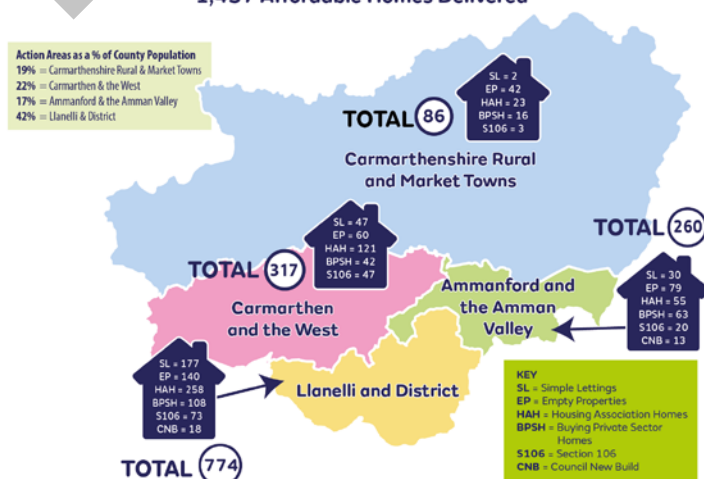 Affordable Homes Delivered
Action Areas as a % of County Population
19% = Carmarthenshire Rural & Market Towns
22% = Carmarthen & the West
17% = Ammanford & the Amman Valley
42% = Llanelli & District
SL = 2
EP = 42
HAH = 23
BPSH = 16
S106 = 3
TOTAL 86
Carmarthenshire Rural
and Market Towns
SL = 47
EP = 60
HAH = 121
BPSH = 42
S106 = 47
TOTAL 317
Carmarthen
and the West
TOTAL 260
SL = 30
EP = 79
HAH = 55
BPSH = 63
S106 = 20
CNB = 13
Ammanford and
the Amman
Valley
SL = 177
EP = 140
HAH = 258
BPSH = 108
S106 = 73
CNB = 18
TOTAL 774
Llanelli and District
KEY
SL = Simple Lettings
EP = Empty Properties
HAH = Housing Association Homes
BPSH = Buying Private Sector
Homes
S106 = Section 106
CNB = Council New Build